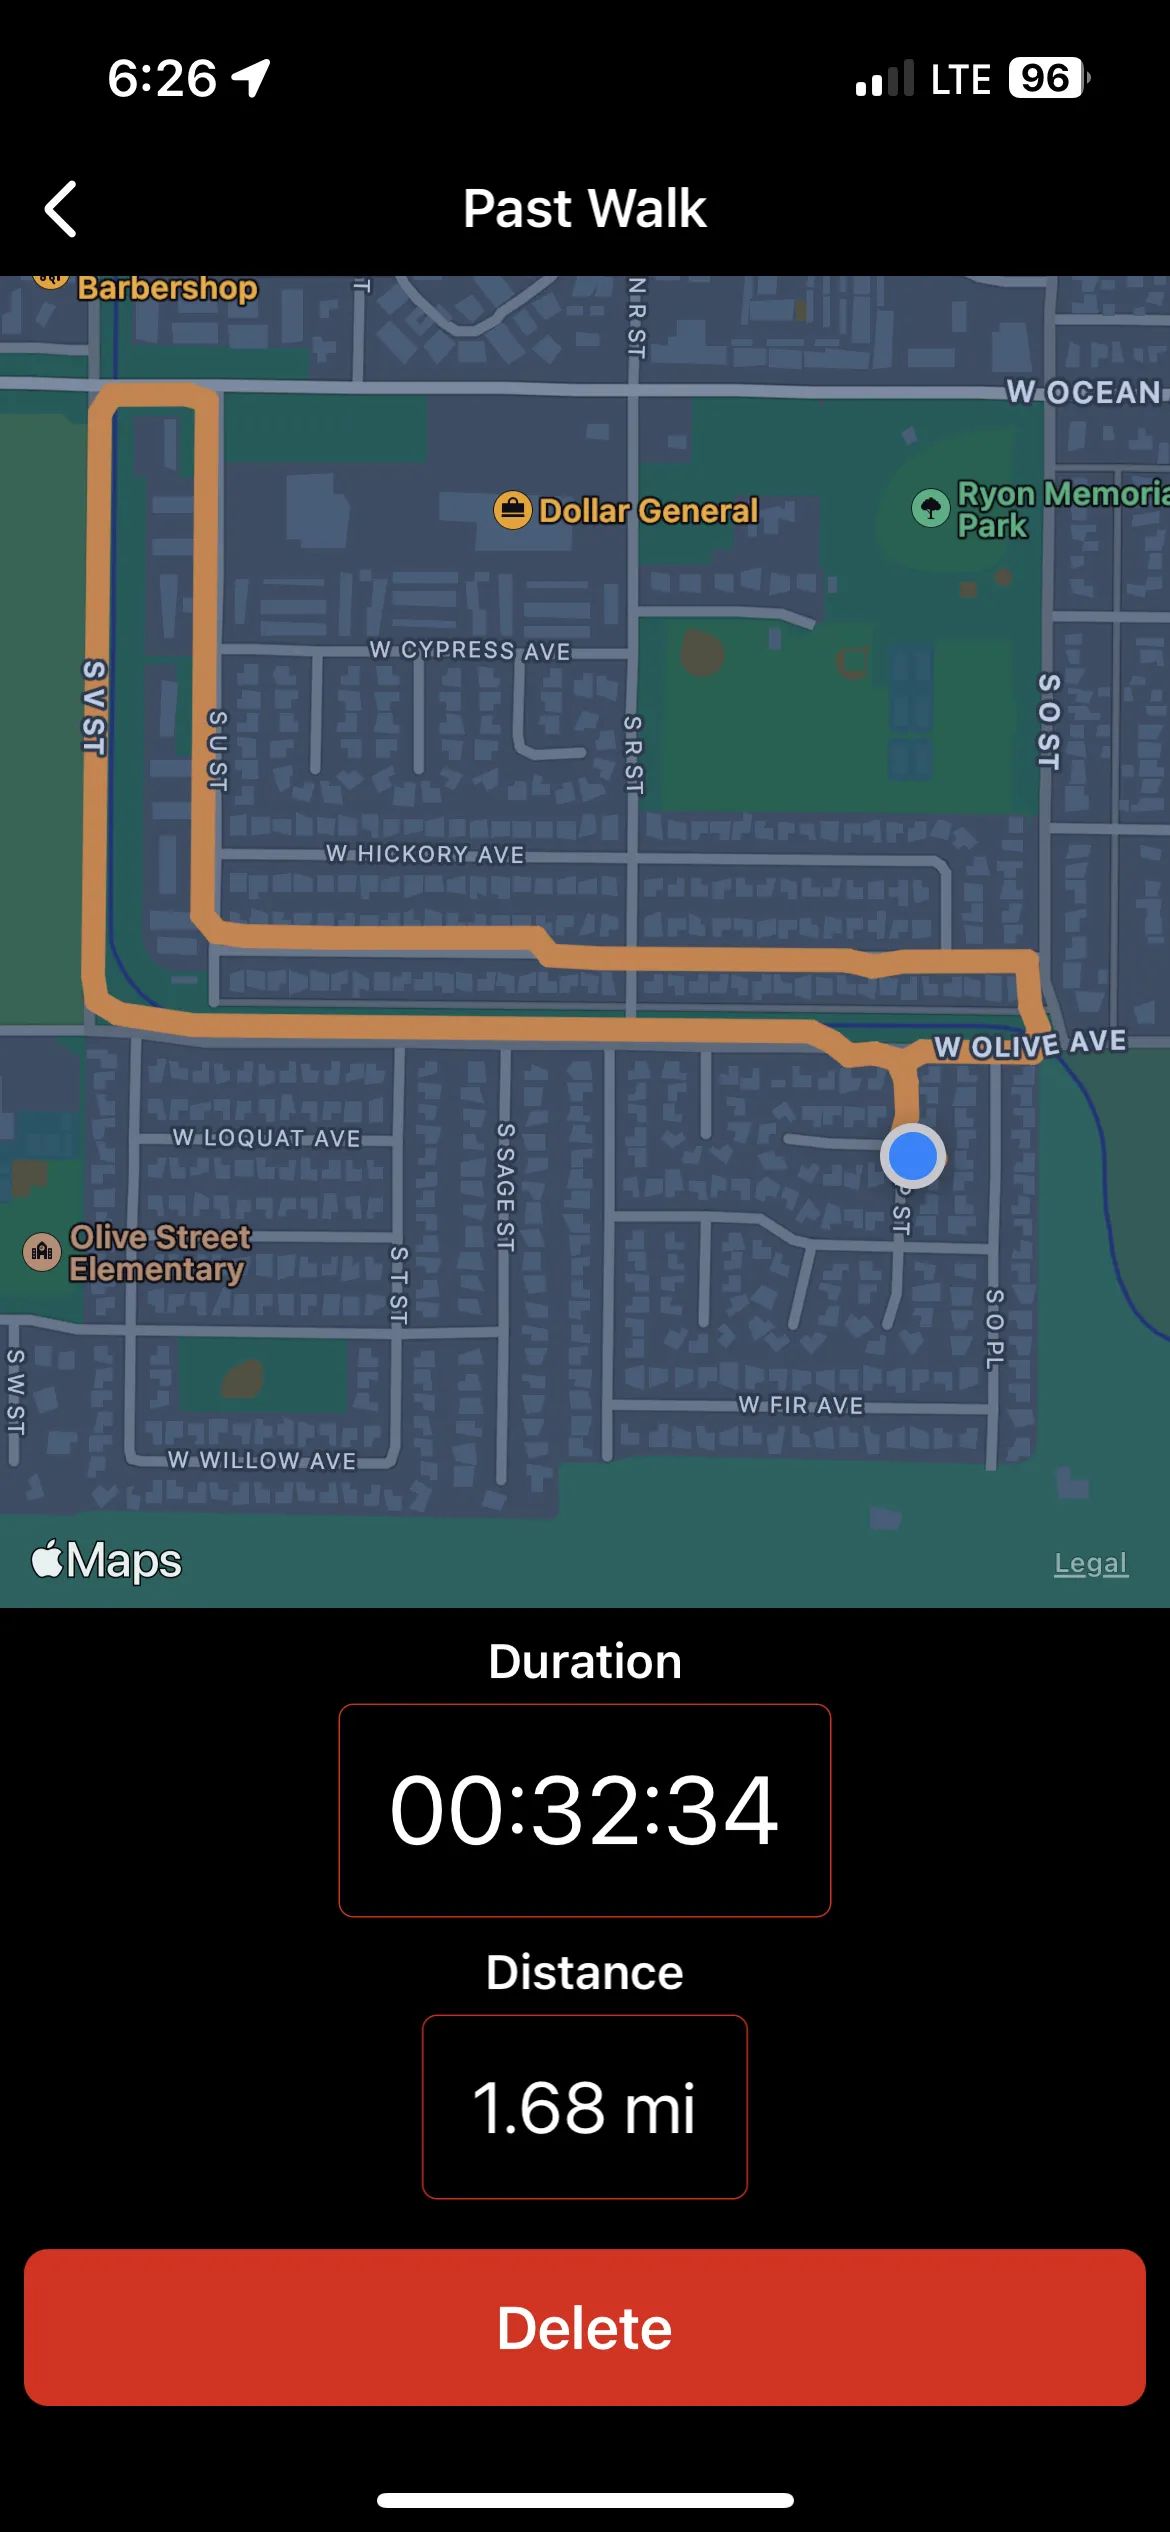 6:26
LTE 96
Past Walk
Barbershop
T
N R ST
W OCEAN
Dollar General
Ryon Memoria
Park
W CYPRESS AVE
S V ST
S U ST
S R ST
S O ST
W HICKORY AVE
W OLIVE AVE
W LOQUAT AVE
S SAGE ST
P ST
Olive Street
Elementary
S T ST
S O PL
S W ST
W FIR AVE
W WILLOW AVE
Maps
Legal
Duration
00:32:34
Distance
1.68 mi
Delete